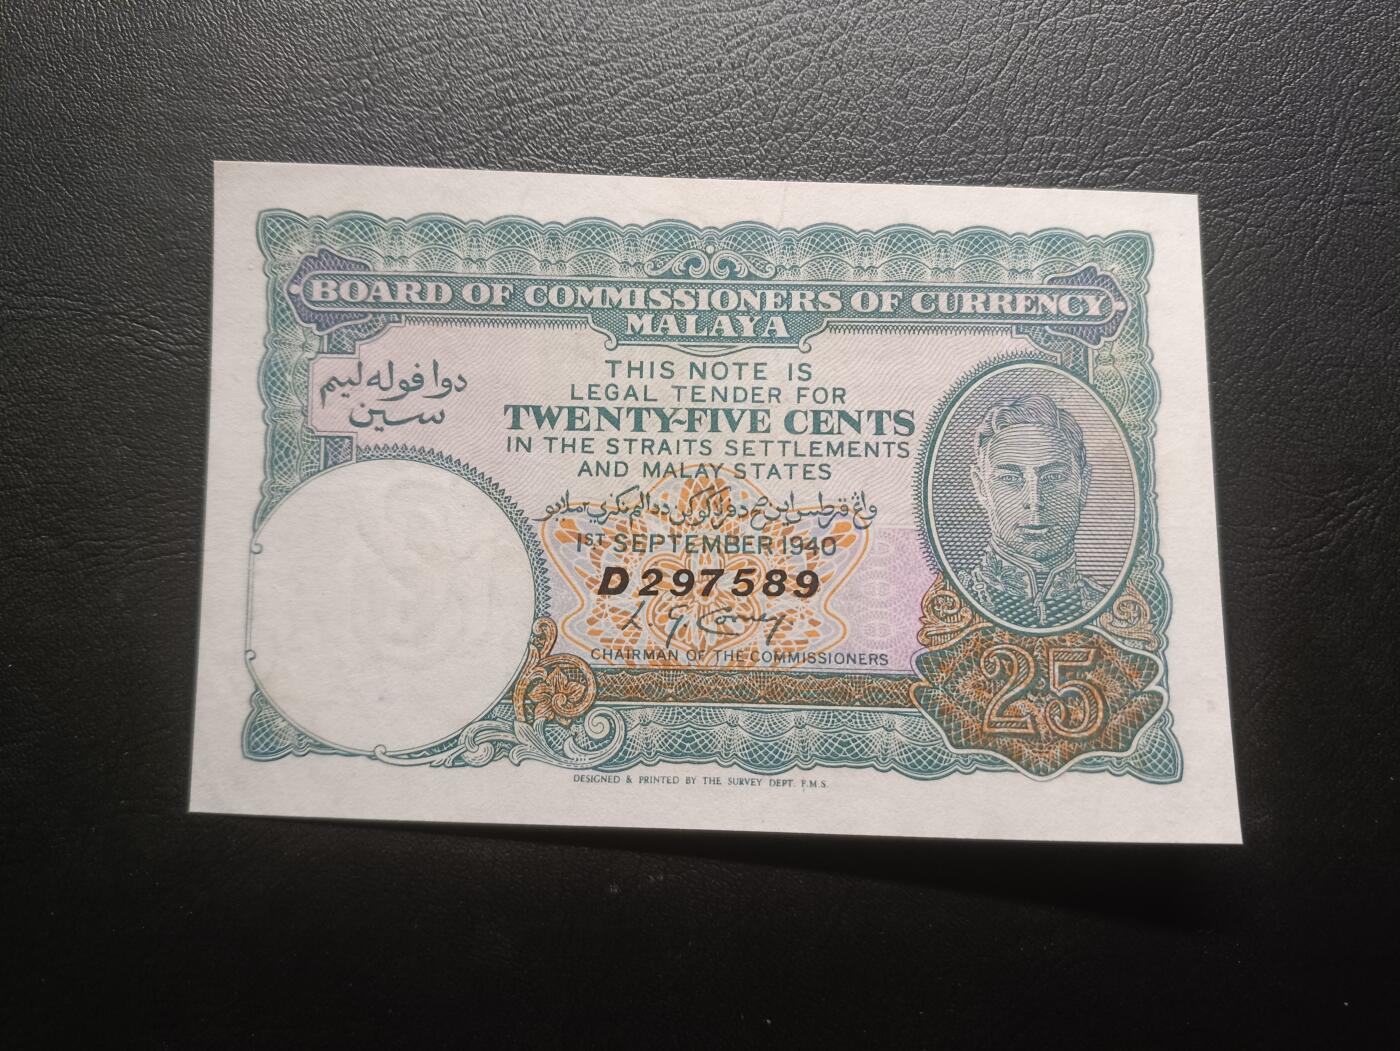 BOARD OF COMMISSIONERS OF CURRENCY
MALAYA
دوا ڤوله ليم
سين
THIS NOTE IS
LEGAL TENDER FOR
TWENTY-FIVE CENTS
IN THE STRAITS SETTLEMENTS
AND MALAY STATES
1ST SEPTEMBER 1940
D297589
CHAIRMAN OF THE COMMISSIONERS
25
DESIGNED & PRINTED BY THE SURVEY DEPT. F.M.S.